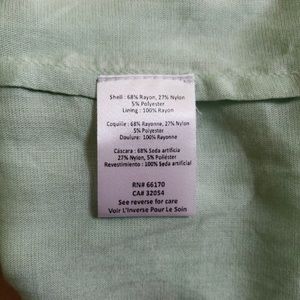 Shell : 68% Rayon, 27% Nylon
5% Polyester
Lining : 100% Rayon
Coquille : 68% Rayonne, 27% Nylon
5% Polyester
Doulure: 100% Rayonne
Cáscara : 68% Seda artificia
27% Nylon, 5% Poliéster
Revestimiento : 100% Seda artificial
RN# 66170
CA# 32054
See reverse for care
Voir L'Inverse Pour Le Soin